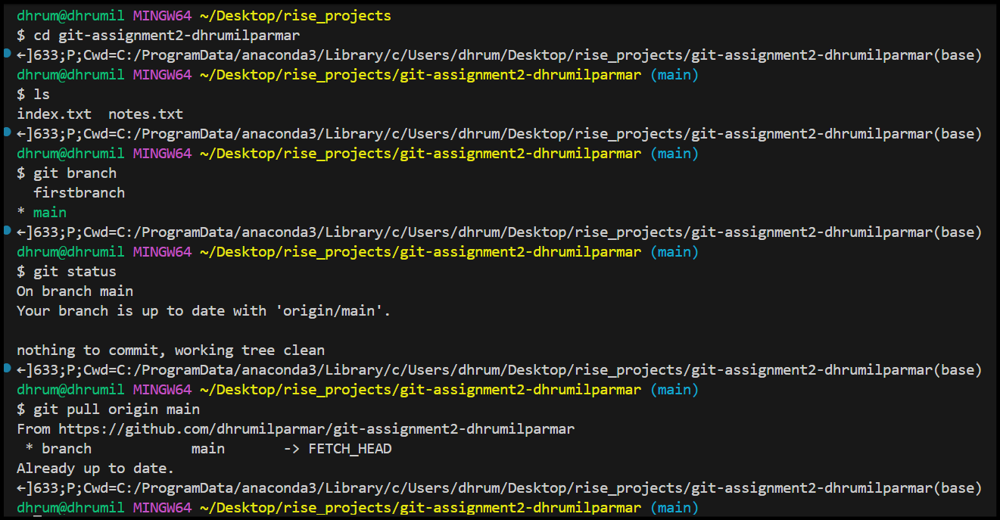 dhrum@dhrumil MINGW64 ~/Desktop/rise_projects
$ cd git-assignment2-dhrumilparmar
←]633;P;Cwd=C:/ProgramData/anaconda3/Library/c/Users/dhrum/Desktop/rise_projects/git-assignment2-dhrumilparmar(base)
dhrum@dhrumil MINGW64 ~/Desktop/rise_projects/git-assignment2-dhrumilparmar (main)
$ ls
index.txt  notes.txt
←]633;P;Cwd=C:/ProgramData/anaconda3/Library/c/Users/dhrum/Desktop/rise_projects/git-assignment2-dhrumilparmar(base)
dhrum@dhrumil MINGW64 ~/Desktop/rise_projects/git-assignment2-dhrumilparmar (main)
$ git branch
  firstbranch
* main
←]633;P;Cwd=C:/ProgramData/anaconda3/Library/c/Users/dhrum/Desktop/rise_projects/git-assignment2-dhrumilparmar(base)
dhrum@dhrumil MINGW64 ~/Desktop/rise_projects/git-assignment2-dhrumilparmar (main)
$ git status
On branch main
Your branch is up to date with 'origin/main'.

nothing to commit, working tree clean
←]633;P;Cwd=C:/ProgramData/anaconda3/Library/c/Users/dhrum/Desktop/rise_projects/git-assignment2-dhrumilparmar(base)
dhrum@dhrumil MINGW64 ~/Desktop/rise_projects/git-assignment2-dhrumilparmar (main)
$ git pull origin main
From https://github.com/dhrumilparmar/git-assignment2-dhrumilparmar
 * branch            main       -> FETCH_HEAD
Already up to date.
←]633;P;Cwd=C:/ProgramData/anaconda3/Library/c/Users/dhrum/Desktop/rise_projects/git-assignment2-dhrumilparmar(base)
dhrum@dhrumil MINGW64 ~/Desktop/rise_projects/git-assignment2-dhrumilparmar (main)